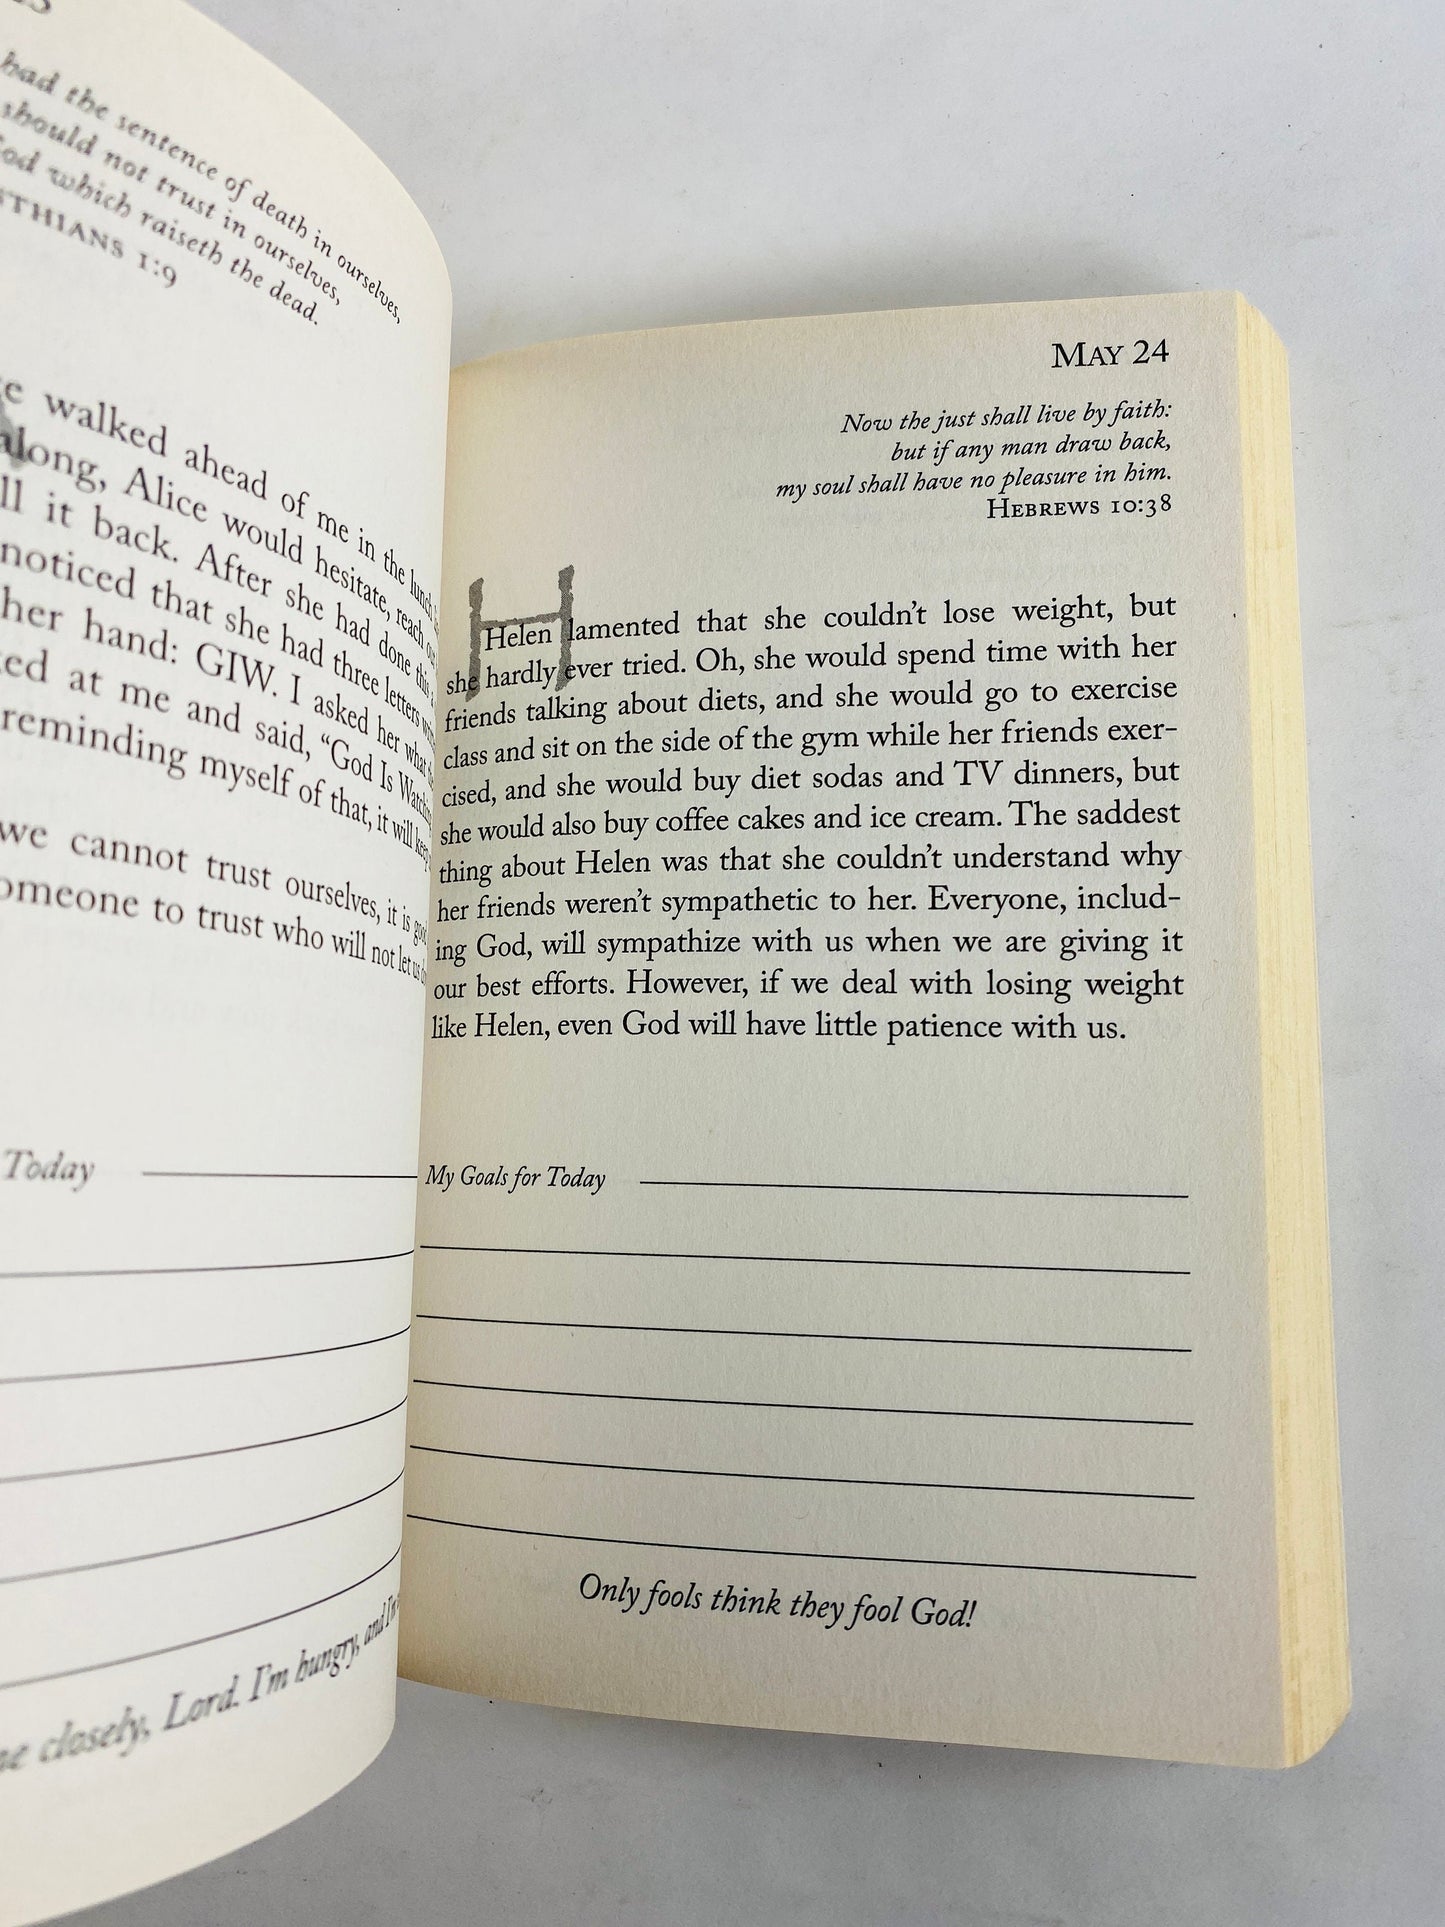 had the sentence of death in ourselves,
should not trust in ourselves,
God which raiseth the dead.
1:9
walked ahead of me in the lunch
along, Alice would hesitate, reach out
it back. After she had done this
noticed that she had three letters
her hand: GIW. I asked her what
at me and said, "God Is Watching
reminding myself of that, it will keep
we cannot trust ourselves, it is good
someone to trust who will not let us
Today
closely, Lord. I'm hungry, and I'm
MAY 24
Now the just shall live by faith:
but if any man draw back,
my soul shall have no pleasure in him.
HEBREWS 10:38
H
Helen lamented that she couldn't lose weight, but
she hardly ever tried. Oh, she would spend time with her
friends talking about diets, and she would go to exercise
class and sit on the side of the gym while her friends exer-
cised, and she would buy diet sodas and TV dinners, but
she would also buy coffee cakes and ice cream. The saddest
thing about Helen was that she couldn't understand why
her friends weren't sympathetic to her. Everyone, includ-
ing God, will sympathize with us when we are giving it
our best efforts. However, if we deal with losing weight
like Helen, even God will have little patience with us.
My Goals for Today
Only fools think they fool God!